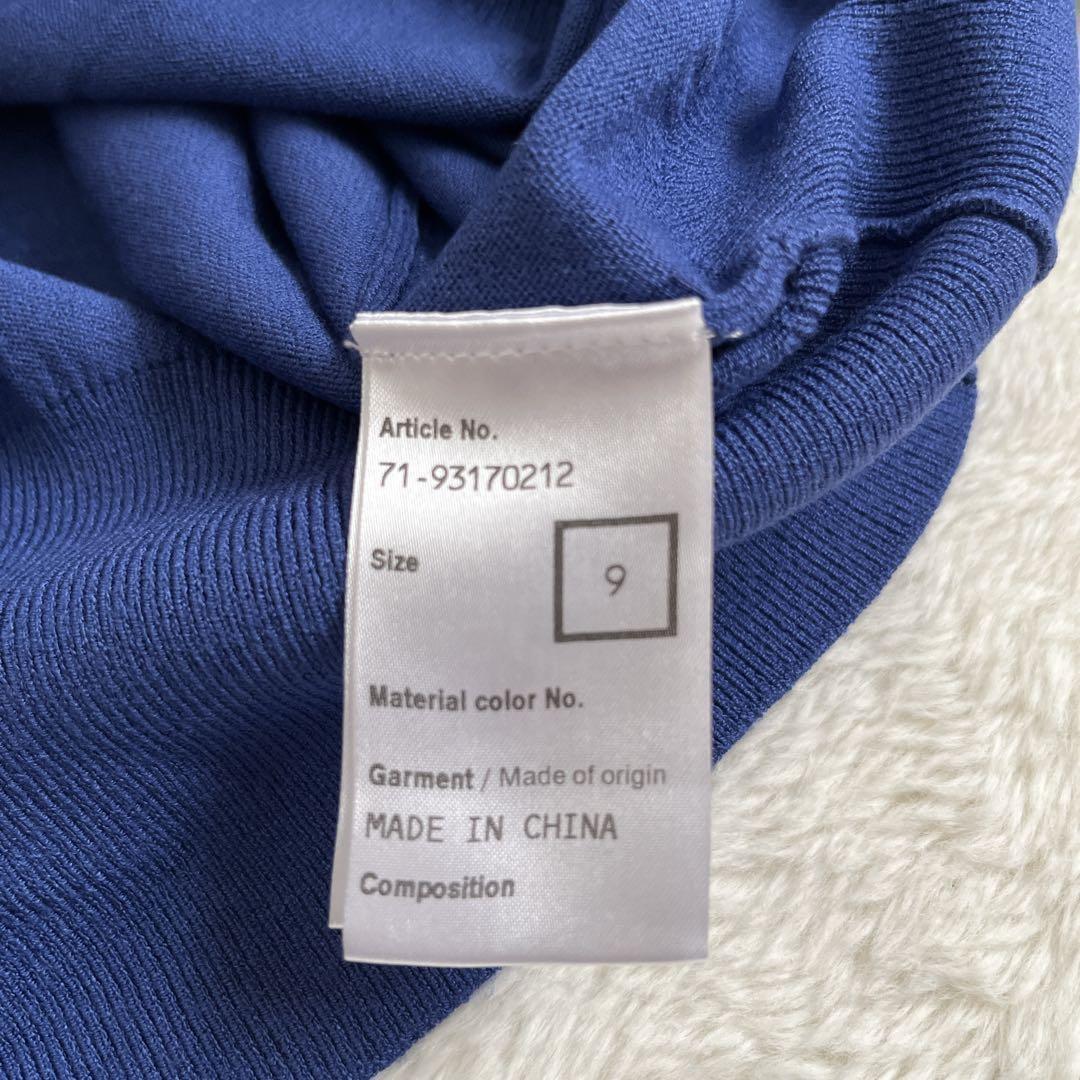 Article No.
71-93170212
Size
9
Material color No.
Garment / Made of origin
MADE IN CHINA
Composition